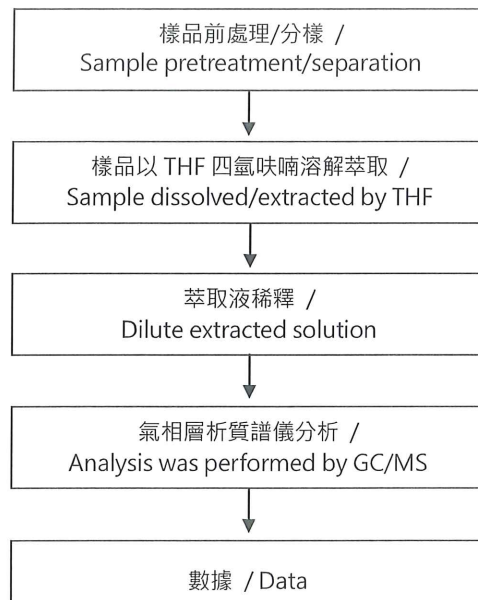 樣品前處理/分樣 /
Sample pretreatment/separation
樣品以 THF 四氫呋喃溶解萃取 /
Sample dissolved/extracted by THF
萃取液稀釋 /
Dilute extracted solution
氣相層析質譜儀分析 /
Analysis was performed by GC/MS
數據 / Data